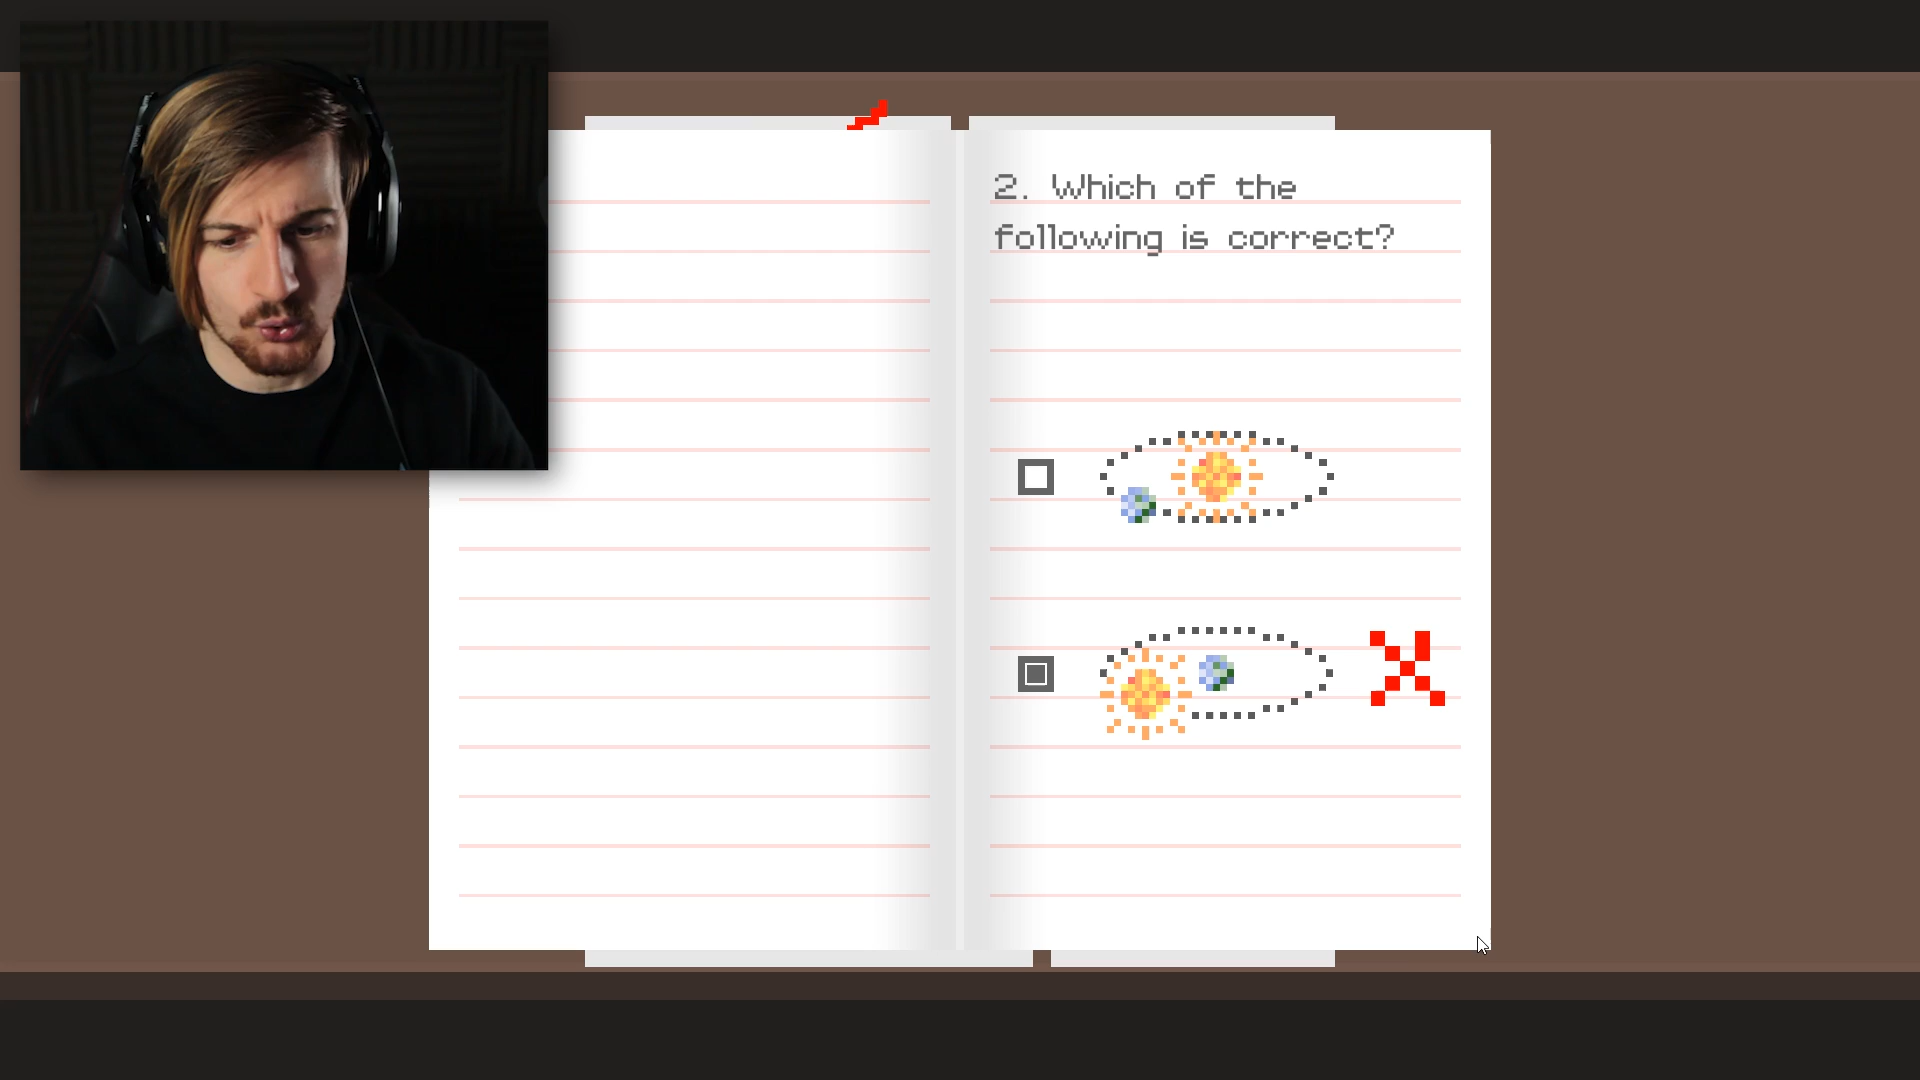 2. Which of the
following is correct?